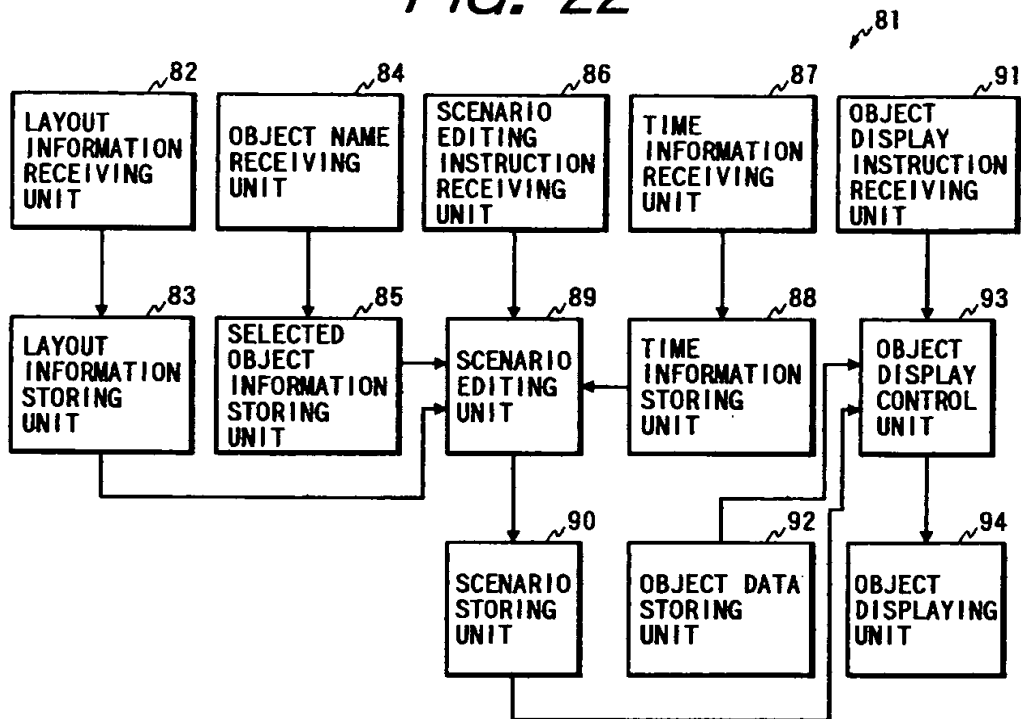 FIG. 22
81
82
LAYOUT
INFORMATION
RECEIVING
UNIT
84
OBJECT NAME
RECEIVING
UNIT
86
SCENARIO
EDITING
INSTRUCTION
RECEIVING
UNIT
87
TIME
INFORMATION
RECEIVING
UNIT
91
OBJECT
DISPLAY
INSTRUCTION
RECEIVING
UNIT
83
LAYOUT
INFORMATION
STORING
UNIT
85
SELECTED
OBJECT
INFORMATION
STORING
UNIT
89
SCENARIO
EDITING
UNIT
88
TIME
INFORMATION
STORING
UNIT
93
OBJECT
DISPLAY
CONTROL
UNIT
90
SCENARIO
STORING
UNIT
92
OBJECT DATA
STORING
UNIT
94
OBJECT
DISPLAYING
UNIT